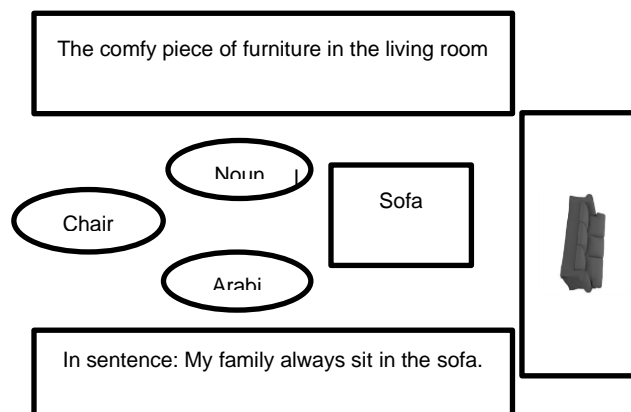 The comfy piece of furniture in the living room
Noun
Sofa
Chair
Arabi
In sentence: My family always sit in the sofa.